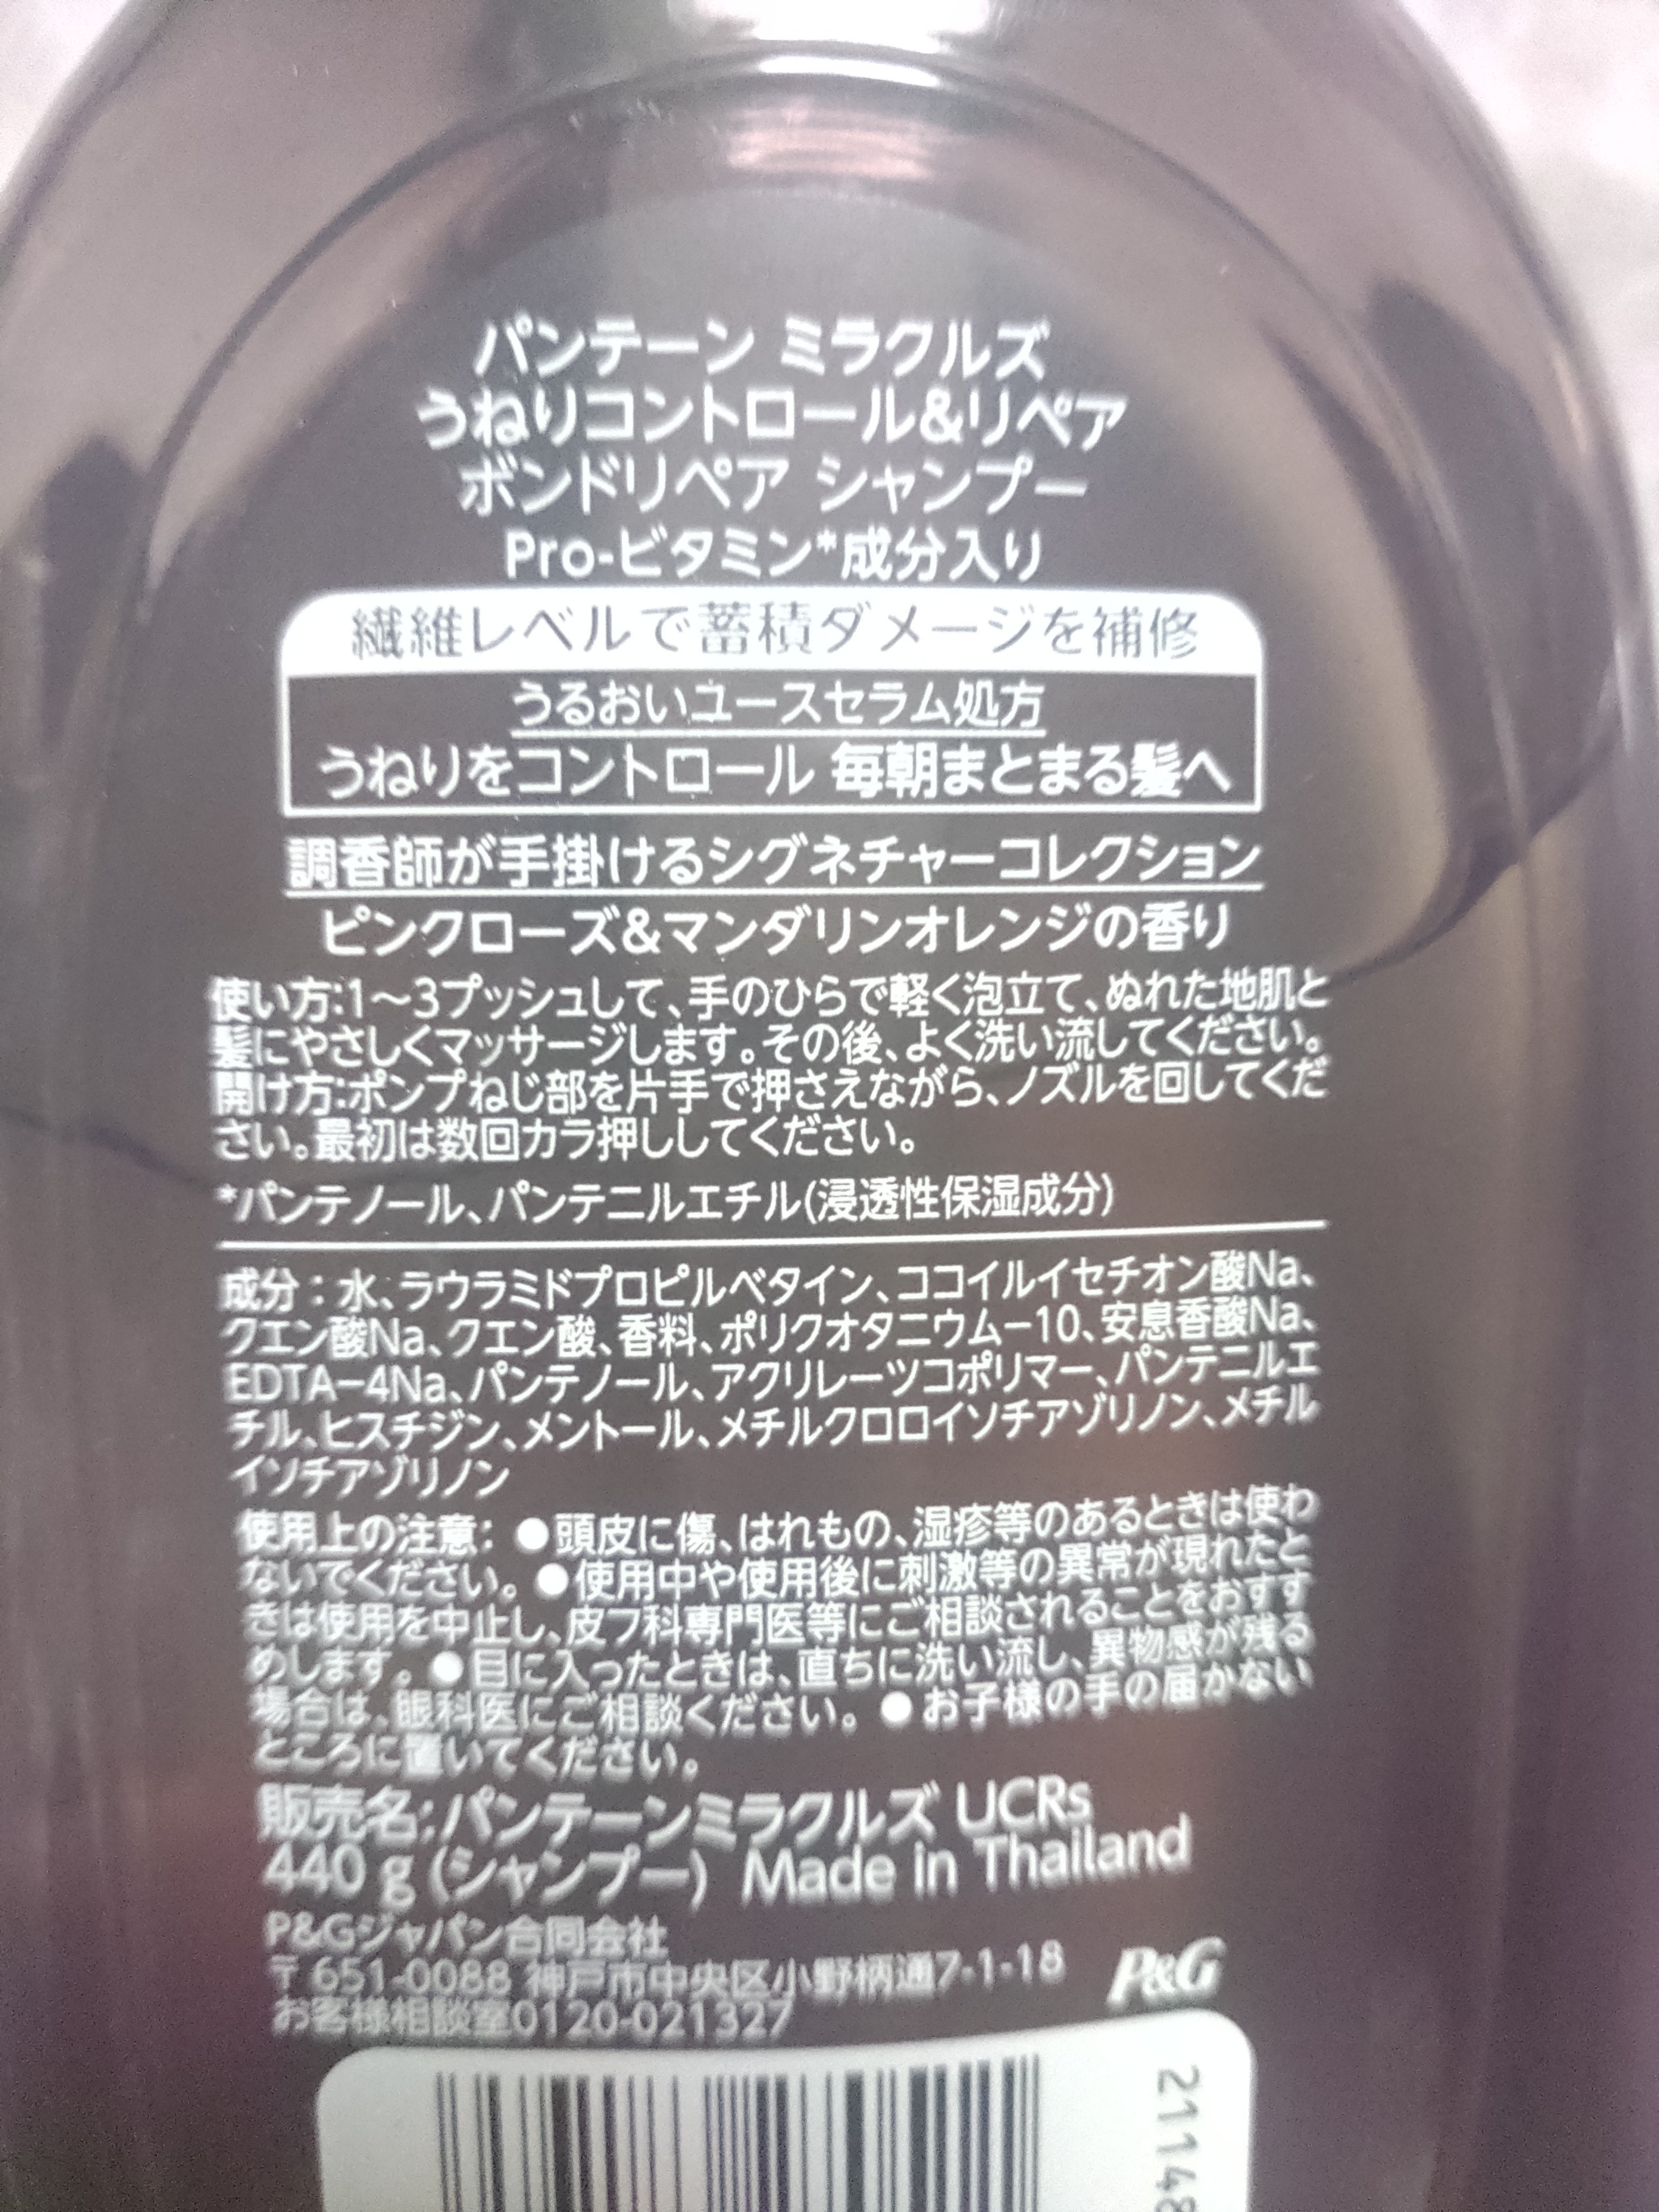 パンテーン ミラクルズ
うねりコントロール&リペア
ボンドリペア シャンプー
Pro-ビタミン*成分入り
繊維レベルで蓄積ダメージを補修
うるおいユースセラム処方
うねりをコントロール 毎朝まとまる髪へ
調香師が手掛けるシグネチャーコレクション
ピンクローズ&マンダリンオレンジの香り
使い方:1～3プッシュして、手のひらで軽く泡立て、ぬれた地肌と
髪にやさしくマッサージします。その後、よく洗い流してください。
開け方:ポンプねじ部を片手で押さえながら、ノズルを回してくだ
さい。最初は数回カラ押ししてください。
*パンテノール、パンテニルエチル(浸透性保湿成分)
成分：水、ラウラミドプロピルベタイン、ココイルイセチオン酸Na、
クエン酸Na、クエン酸、香料、ポリクオタニウム－10、安息香酸Na、
EDTA－4Na、パンテノール、アクリレーツコポリマー、パンテニルエ
チル、ヒスチジン、メントール、メチルクロロイソチアゾリノン、メチル
イソチアゾリノン
使用上の注意：●頭皮に傷、はれもの、湿疹等のあるときは使わ
ないでください。●使用中や使用後に刺激等の異常が現れたと
きは使用を中止し、皮フ科専門医等にご相談されることをおすす
めします。●目に入ったときは、直ちに洗い流し、異物感が残る
場合は、眼科医にご相談ください。●お子様の手の届かない
ところに置いてください。
販売名:パンテーンミラクルズ UCRs
440 g (シャンプー) Made in Thailand
P&Gジャパン合同会社
〒651-0088 神戸市中央区小野柄通7-1-18
P&G
お客様相談室0120-021327
21148